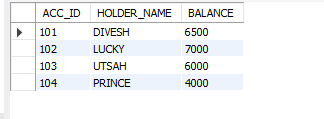 ACC_ID HOLDER_NAME BALANCE
101 DIVESH 6500
102 LUCKY 7000
103 UTSAH 6000
104 PRINCE 4000